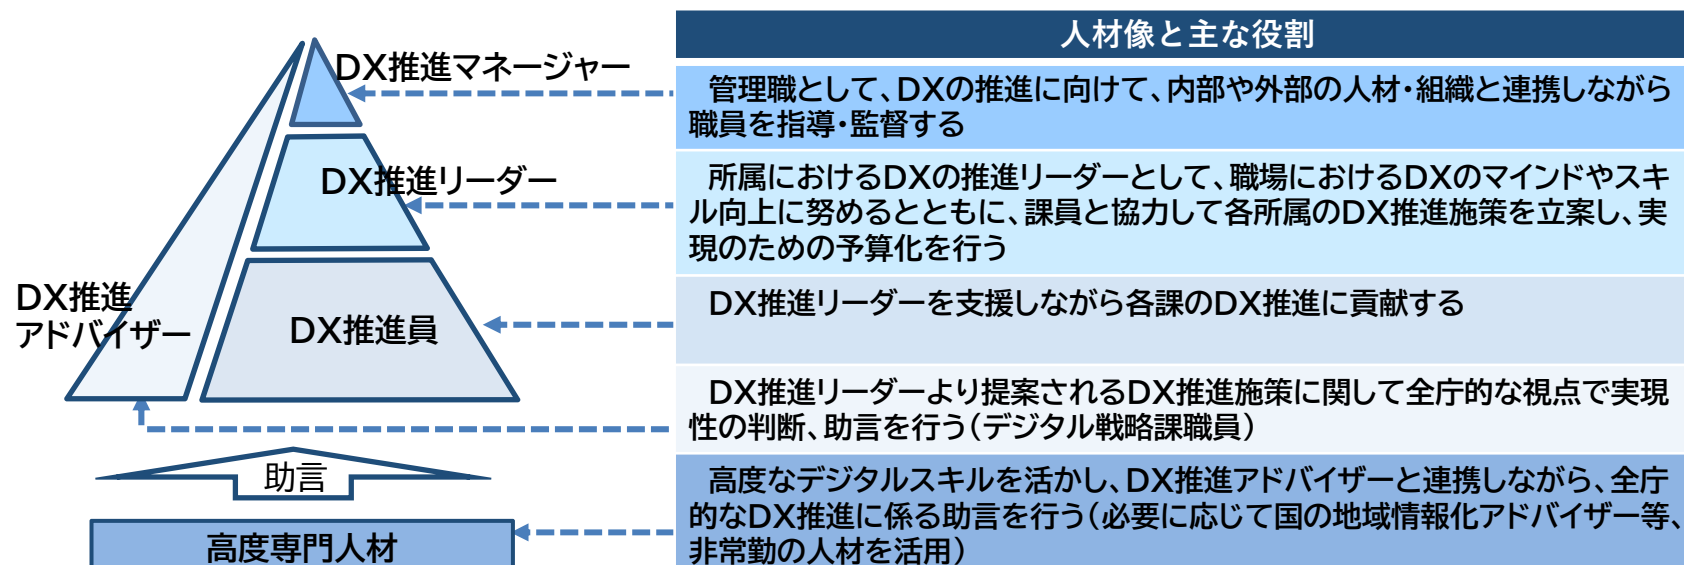 DX推進マネージャー
DX推進リーダー
DX推進
アドバイザー
DX推進員
助言
高度専門人材
人材像と主な役割
管理職として、DXの推進に向けて、内部や外部の人材・組織と連携しながら
職員を指導・監督する
所属におけるDXの推進リーダーとして、職場におけるDXのマインドやスキ
ル向上に努めるとともに、課員と協力して各所属のDX推進施策を立案し、実
現のための予算化を行う
DX推進リーダーを支援しながら各課のDX推進に貢献する
DX推進リーダーより提案されるDX推進施策に関して全庁的な視点で実現
性の判断、助言を行う(デジタル戦略課職員)
高度なデジタルスキルを活かし、DX推進アドバイザーと連携しながら、全庁
的なDX推進に係る助言を行う(必要に応じて国の地域情報化アドバイザー等、
非常勤の人材を活用)